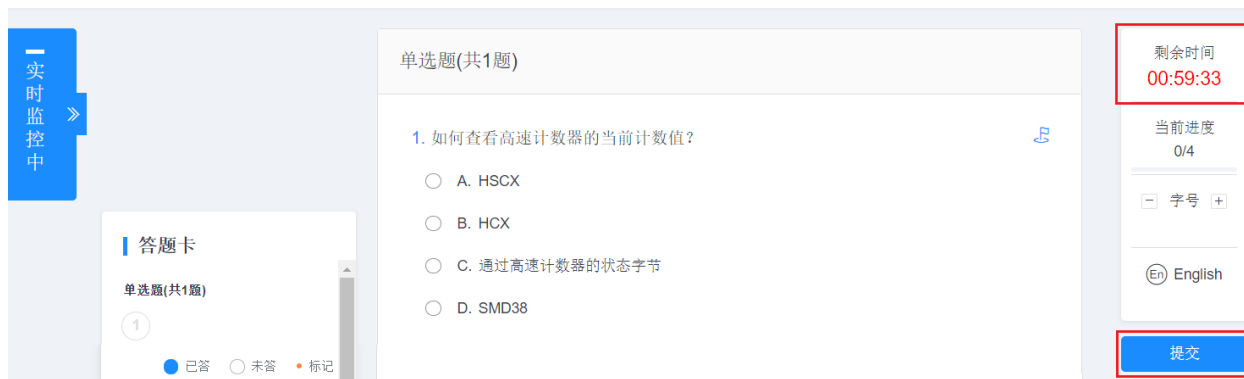 实时监控中
单选题(共1题)
1. 如何查看高速计数器的当前计数值?
A. HSCX
B. HCX
C. 通过高速计数器的状态字节
D. SMD38
答题卡
单选题(共1题)
1
已答 未答 标记
剩余时间
00:59:33
当前进度
0/4
字号
En English
提交